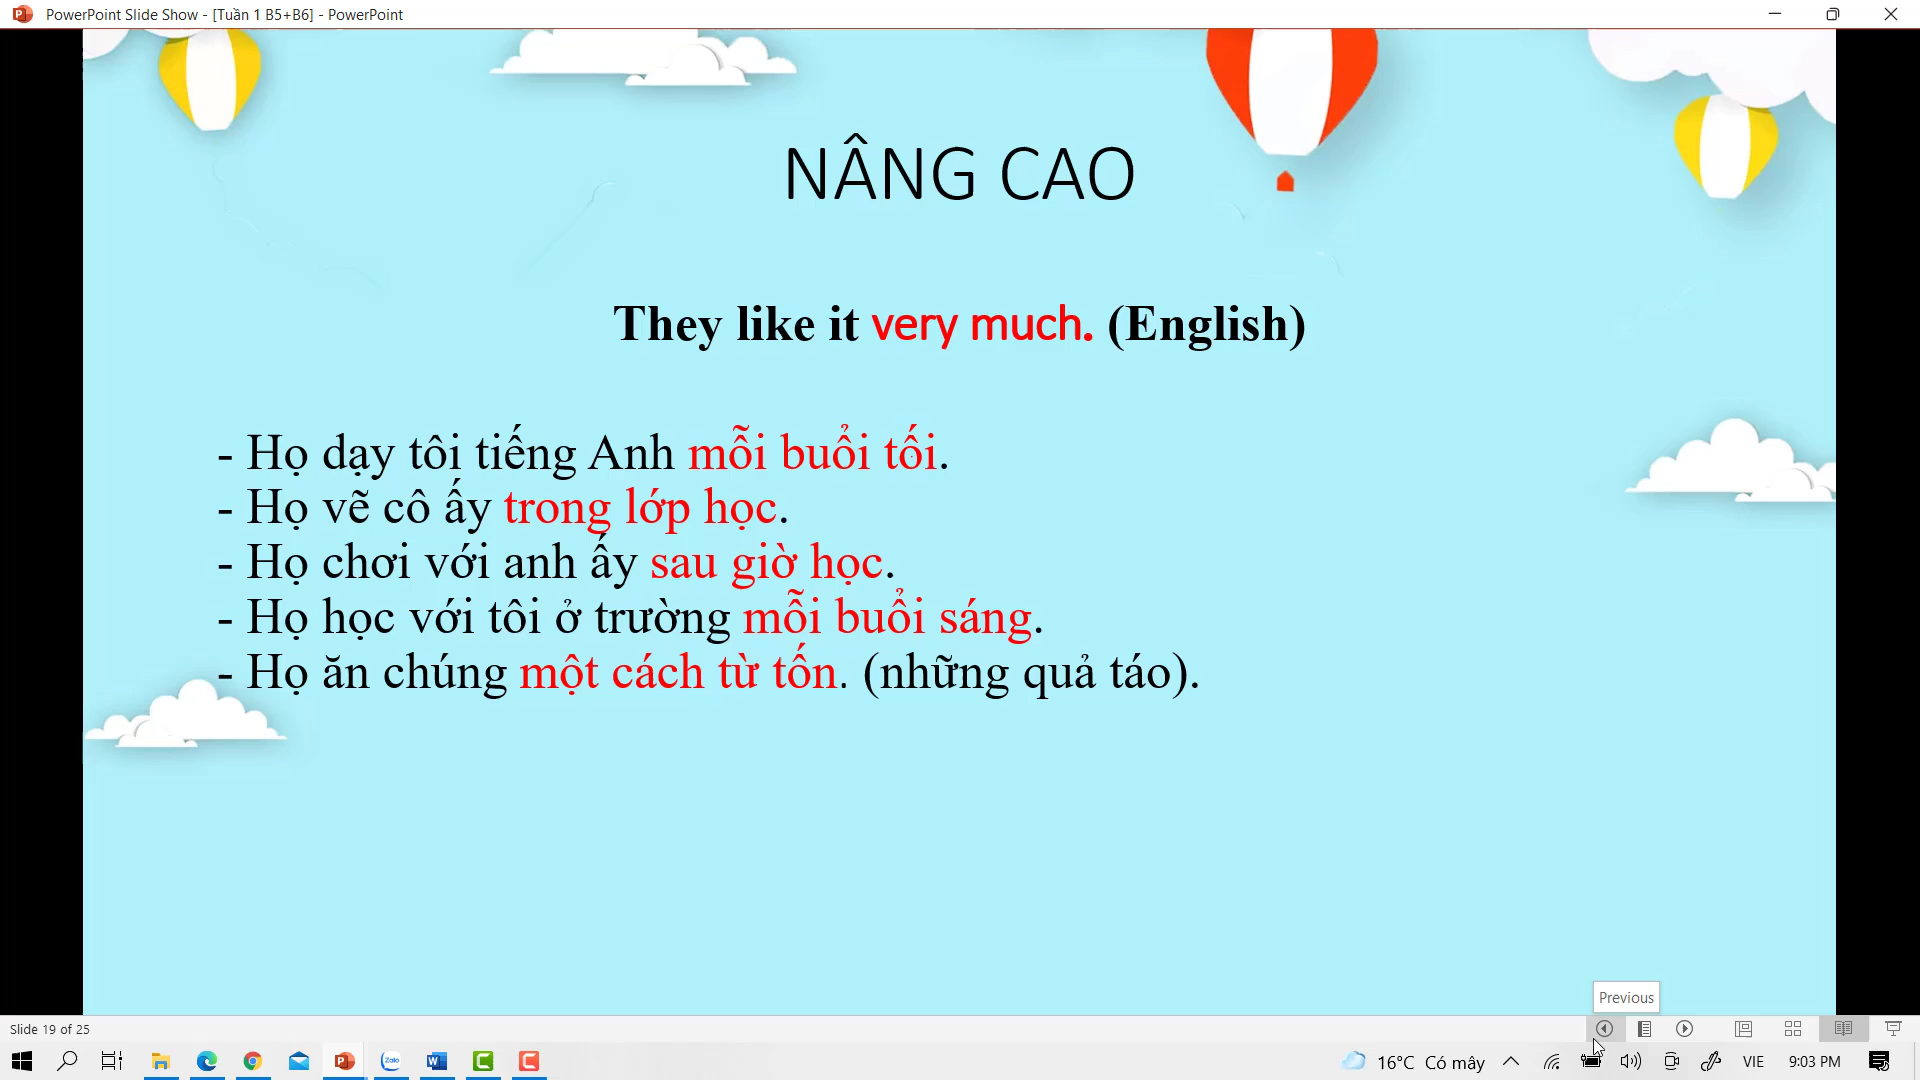 PowerPoint Slide Show - [Tuần 1 B5+B6] - PowerPoint
NÂNG CAO
They like it very much. (English)
- Họ dạy tôi tiếng Anh mỗi buổi tối.
- Họ vẽ cô ấy trong lớp học.
- Họ chơi với anh ấy sau giờ học.
- Họ học với tôi ở trường mỗi buổi sáng.
- Họ ăn chúng một cách từ tốn. (những quả táo).
Previous
Slide 19 of 25
Zalo
16°C Có mây
VIE
9:03 PM